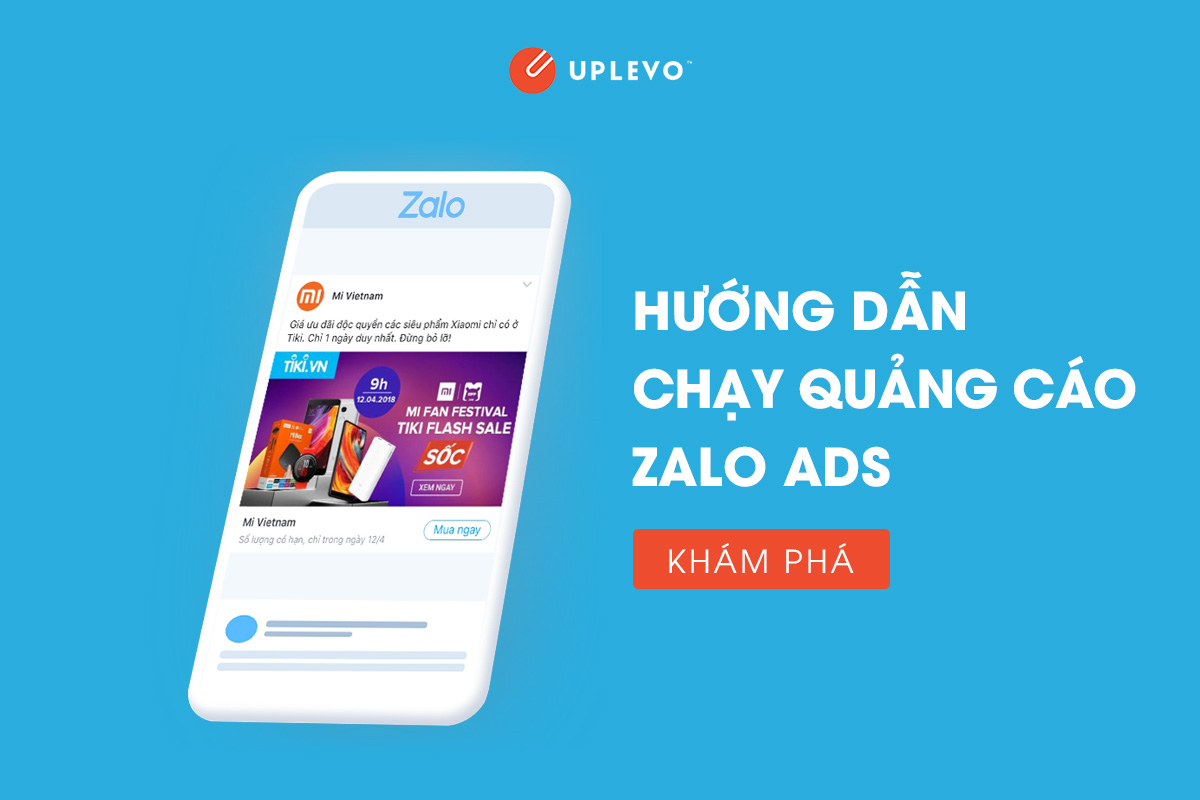 UPLEVO™
Zalo
Mi Vietnam
Giá ưu đãi độc quyền các siêu phẩm Xiaomi chỉ có ở
Tiki. Chỉ 1 ngày duy nhất. Đừng bỏ lỡ!
TIKI.VN
9h
12.04.2018
MI FAN FESTIVAL
TIKI FLASH SALE
SỐC
XEM NGAY
Mi Vietnam
Số lượng có hạn, chỉ trong ngày 12/4
Mua ngay
HƯỚNG DẪN
CHẠY QUẢNG CÁO
ZALO ADS
KHÁM PHÁ